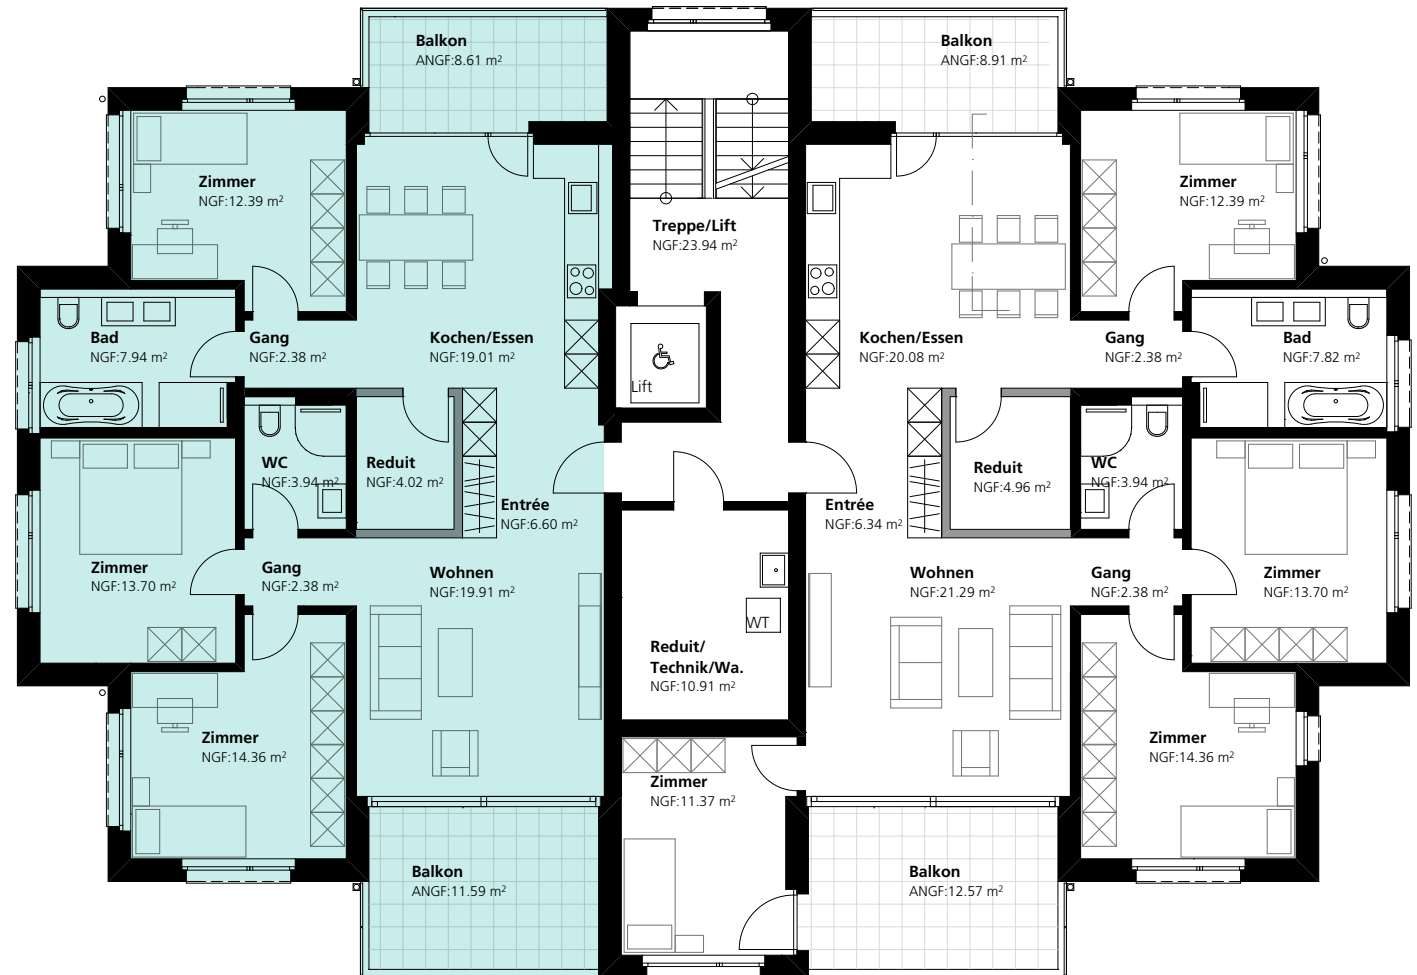 Balkon
ANGF:8.61 m²
Balkon
ANGF:8.91 m²
Zimmer
NGF:12.39 m²
Zimmer
NGF:12.39 m²
Treppe/Lift
NGF:23.94 m²
Bad
NGF:7.94 m²
Gang
NGF:2.38 m²
Kochen/Essen
NGF:19.01 m²
Lift
Kochen/Essen
NGF:20.08 m²
Gang
NGF:2.38 m²
Bad
NGF:7.82 m²
WC
NGF:3.94 m²
Reduit
NGF:4.02 m²
Entrée
NGF:6.60 m²
Entrée
NGF:6.34 m²
Reduit
NGF:4.96 m²
WC
NGF:3.94 m²
Zimmer
NGF:13.70 m²
Gang
NGF:2.38 m²
Wohnen
NGF:19.91 m²
WT
Reduit/
Technik/Wa.
NGF:10.91 m²
Wohnen
NGF:21.29 m²
Gang
NGF:2.38 m²
Zimmer
NGF:13.70 m²
Zimmer
NGF:14.36 m²
Zimmer
NGF:11.37 m²
Zimmer
NGF:14.36 m²
Balkon
ANGF:11.59 m²
Balkon
ANGF:12.57 m²